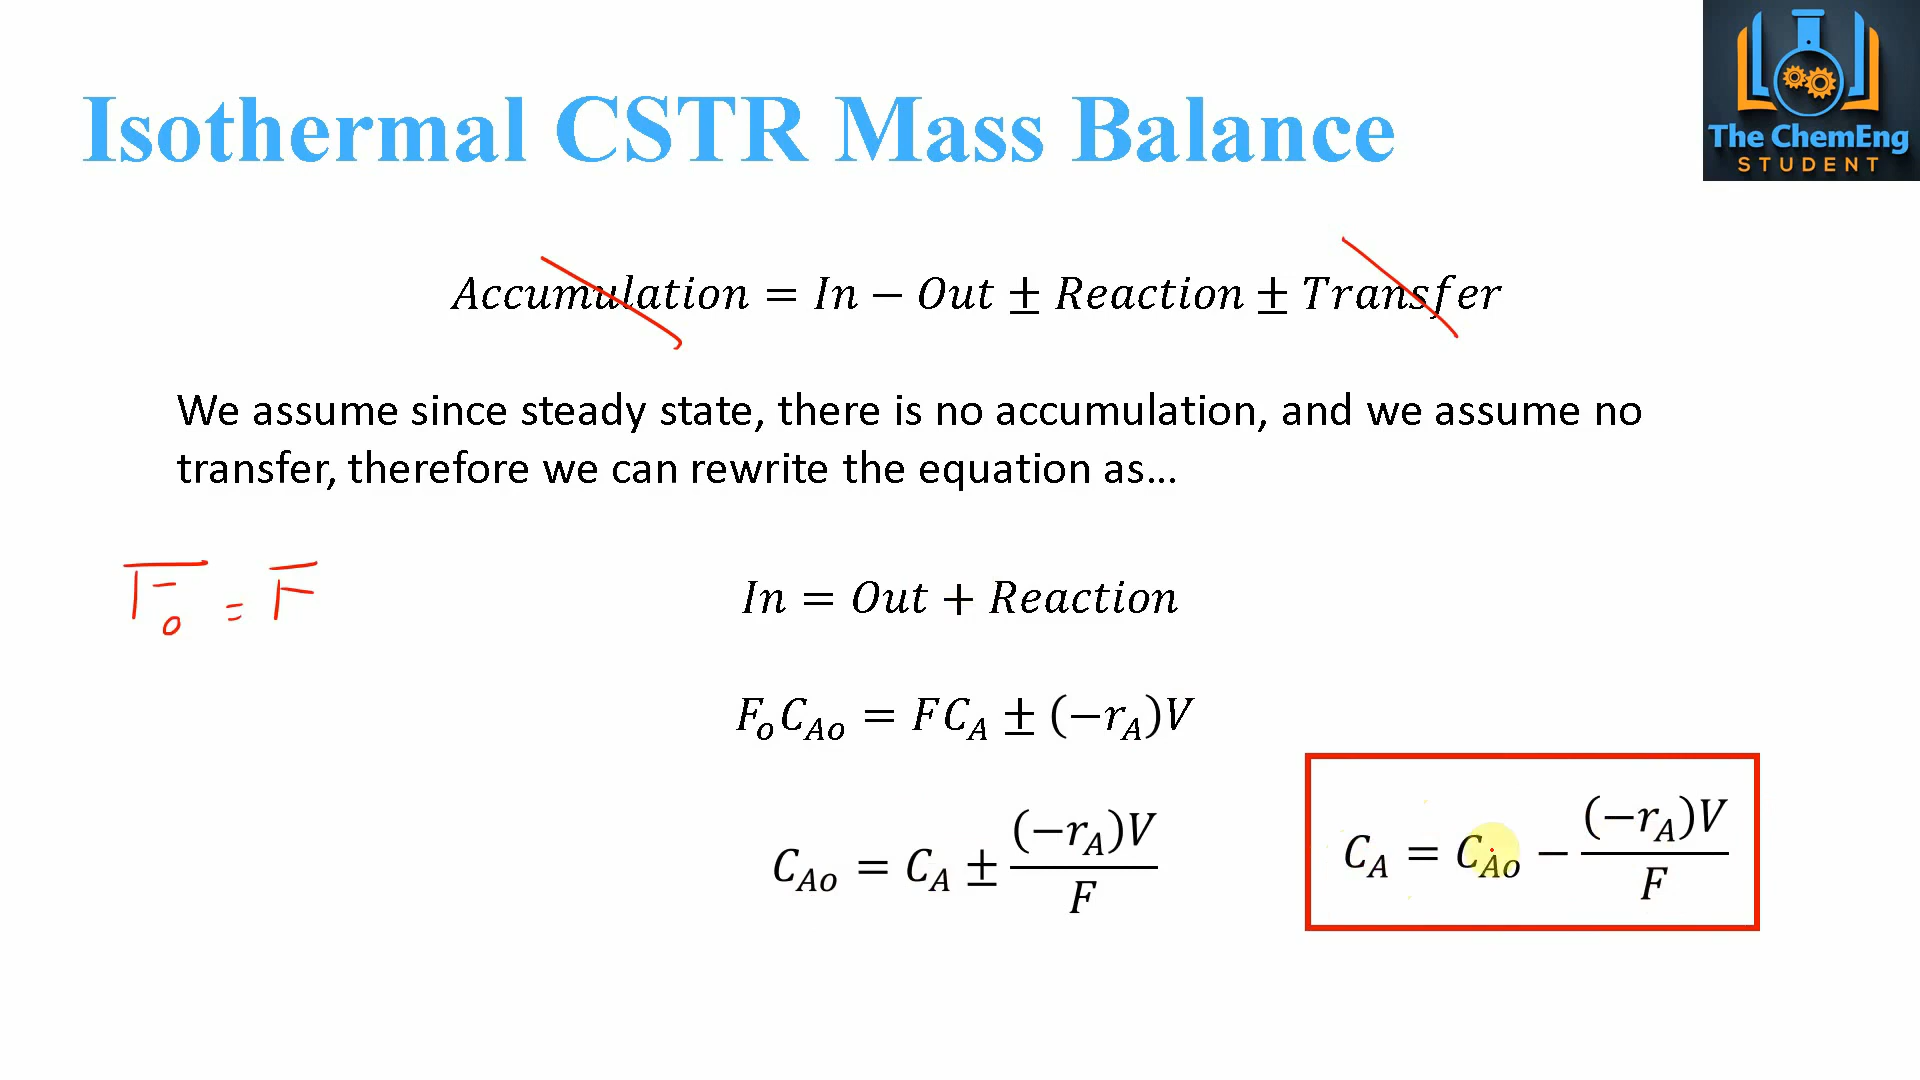 Isothermal CSTR Mass Balance
The ChemEng
STUDENT
Accumulation = In − Out ± Reaction ± Transfer
We assume since steady state, there is no accumulation, and we assume no
transfer, therefore we can rewrite the equation as...
F₀ = F
In = Out + Reaction
FₒC_Ao = FC_A ± (−r_A)V
C_Ao = C_A ± (−r_A)V / F
C_A = C_Ao − (−r_A)V / F